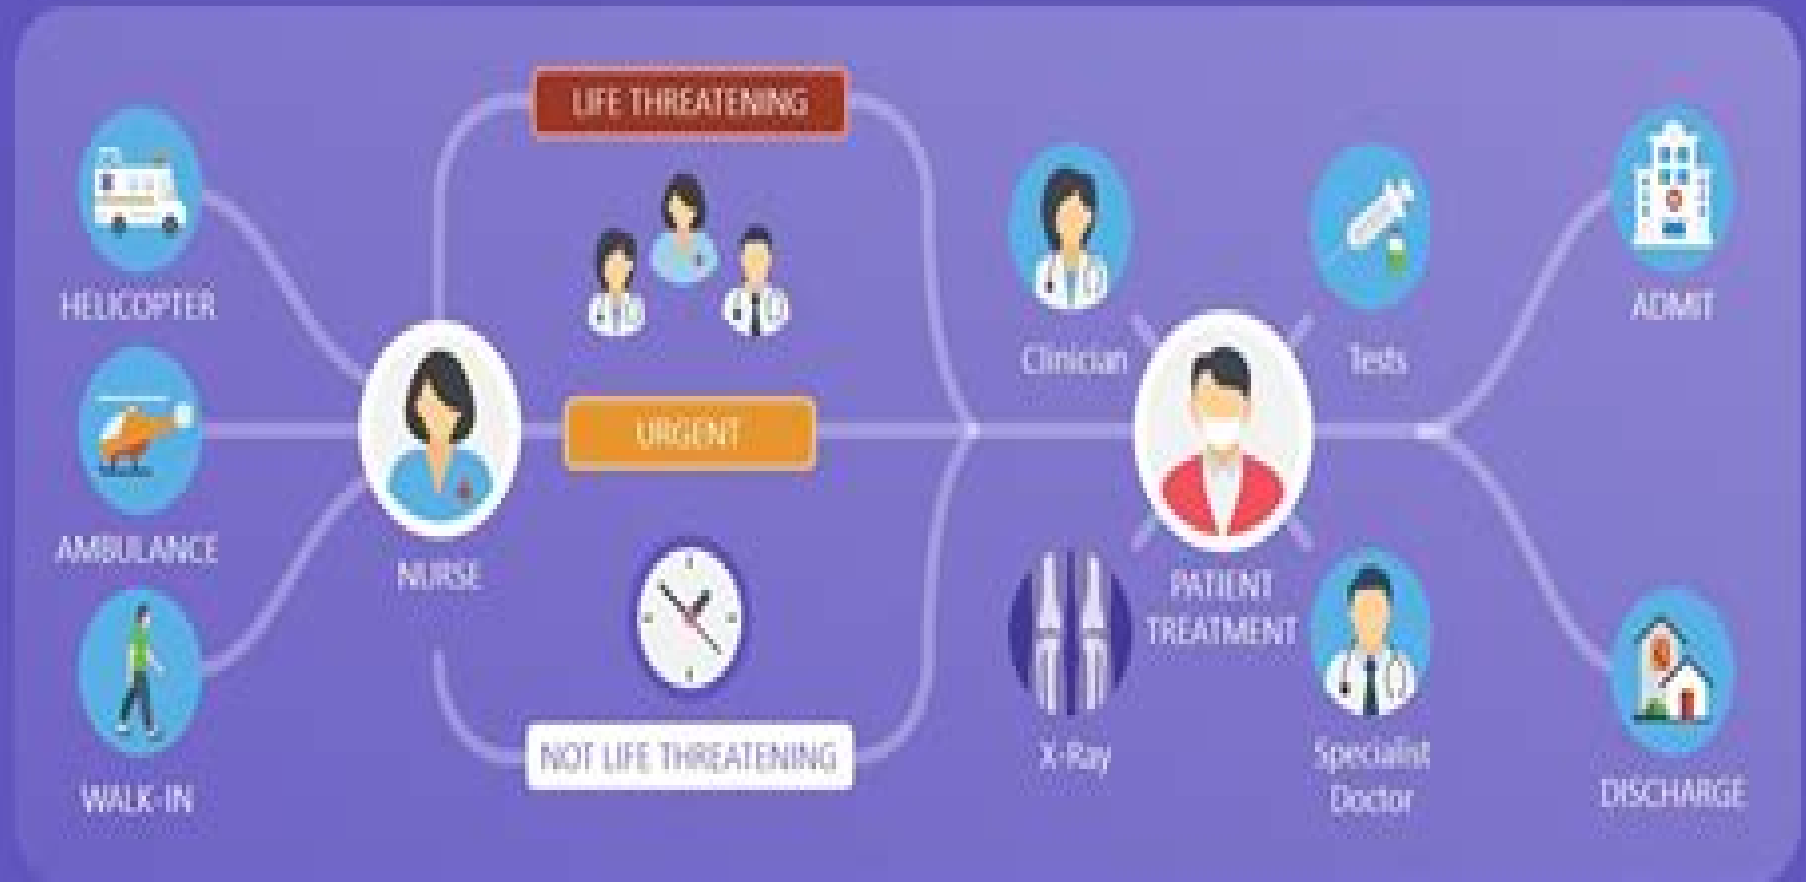 LIFE THREATENING
HELICOPTER
AMBULANCE
WALK-IN
NURSE
URGENT
NOT LIFE THREATENING
Clinician
Tests
PATIENT
TREATMENT
X-Ray
Specialist
Doctor
ADMIT
DISCHARGE